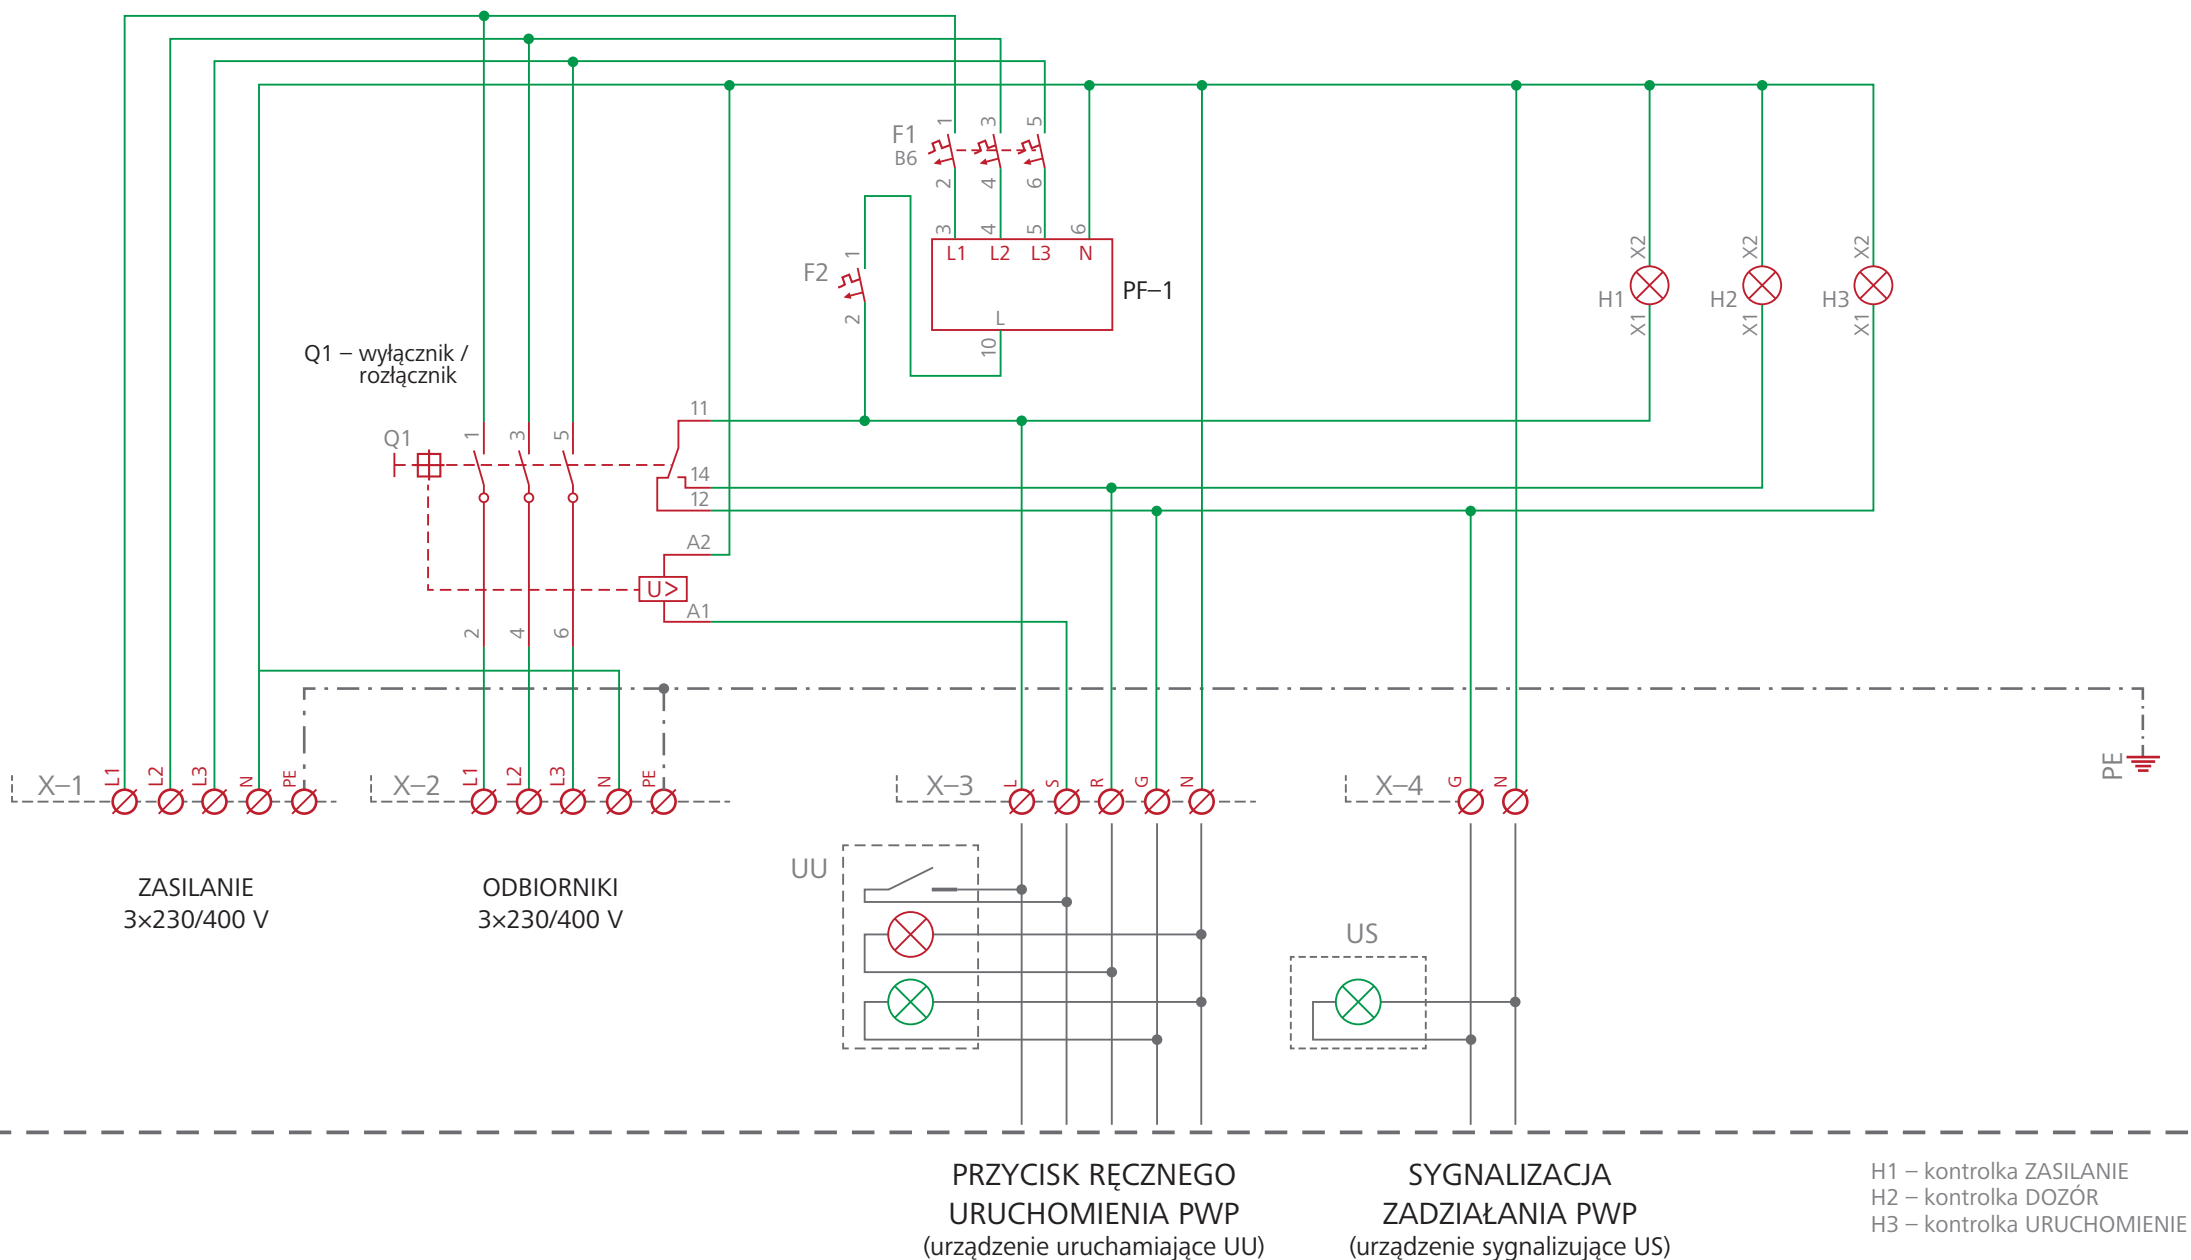 F1
B6
1
3
5
2
4
6
3
4
5
6
L1 L2 L3 N
PF–1
L
10
F2
1
2
X2
X2
X2
H1
H2
H3
X1
X1
X1
Q1 – wyłącznik /
rozłącznik
Q1
1
3
5
11
14
12
A2
U>
A1
2
4
6
PE
X–1
L1
L2
L3
N
PE
X–2
L1
L2
L3
N
PE
X–3
L
S
R
G
N
X–4
G
N
ZASILANIE
3×230/400 V
ODBIORNIKI
3×230/400 V
UU
US
PRZYCISK RĘCZNEGO
URUCHOMIENIA PWP
(urządzenie uruchamiające UU)
SYGNALIZACJA
ZADZIAŁANIA PWP
(urządzenie sygnalizujące US)
H1 – kontrolka ZASILANIE
H2 – kontrolka DOZÓR
H3 – kontrolka URUCHOMIENIE